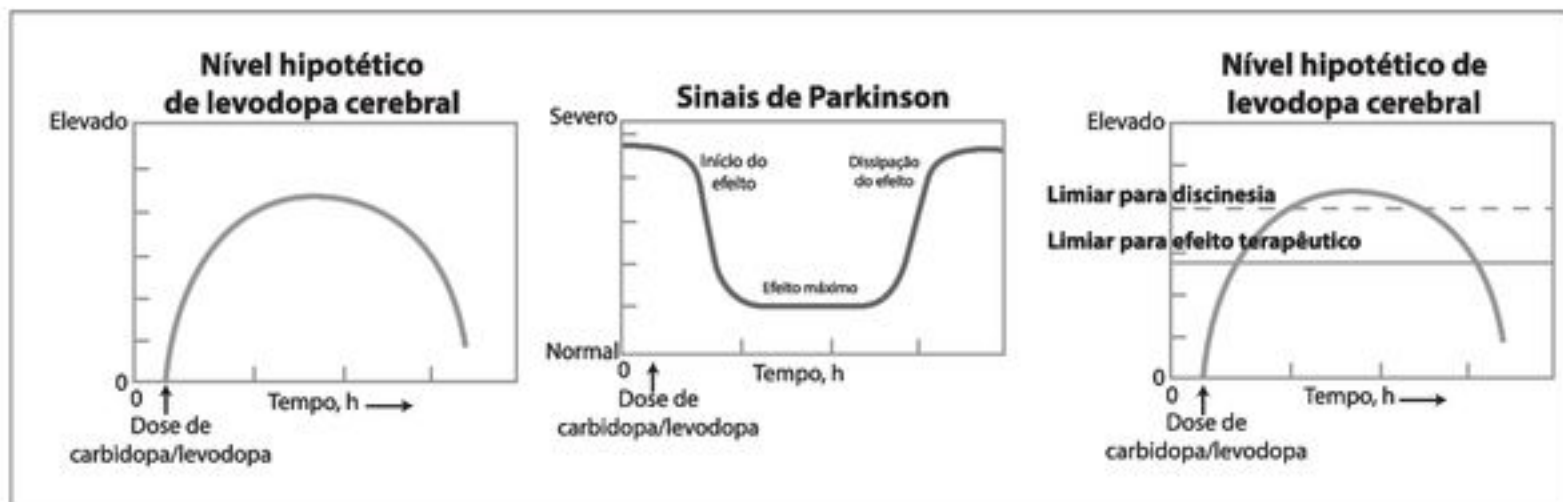 Nível hipotético
de levodopa cerebral
Elevado
0
0
Tempo, h
Dose de
carbidopa/levodopa
Sinais de Parkinson
Severo
Início do
efeito
Dissipação
do efeito
Efeito máximo
Normal
0
Tempo, h
Dose de
carbidopa/levodopa
Nível hipotético de
levodopa cerebral
Elevado
Limiar para discinesia
Limiar para efeito terapêutico
0
0
Tempo, h
Dose de
carbidopa/levodopa